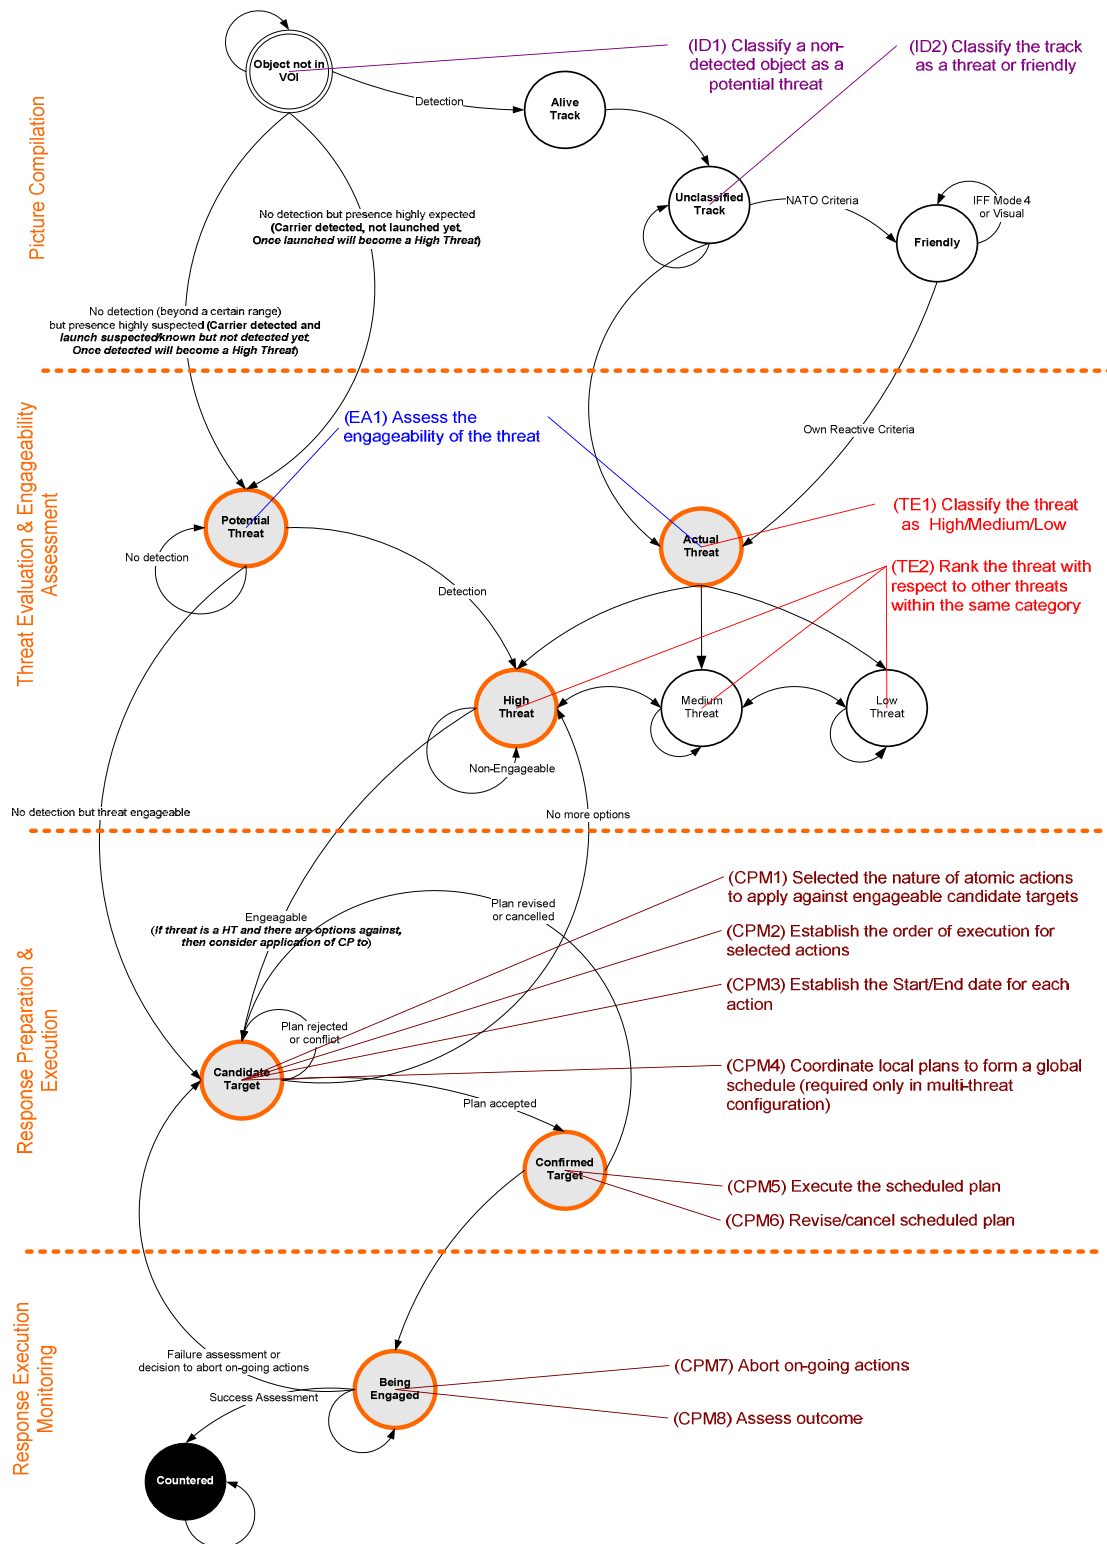 Object not in
VOI
(ID1) Classify a non-
detected object as a
potential threat
(ID2) Classify the track
as a threat or friendly
Detection
Alive
Track
Picture Compilation
Unclassified
Track
NATO Criteria
IFF Mode 4
or Visual
Friendly
No detection but presence highly expected
(Carrier detected, not launched yet.
Once launched will become a High Threat)
No detection (beyond a certain range)
but presence highly suspected (Carrier detected and
launch suspected/known but not detected yet.
Once detected will become a High Threat)
Threat Evaluation & Engageability
Assessment
(EA1) Assess the
engageability of the threat
Own Reactive Criteria
Potential
Threat
Actual
Threat
(TE1) Classify the threat
as High/Medium/Low
No detection
Detection
(TE2) Rank the threat with
respect to other threats
within the same category
High
Threat
Medium
Threat
Low
Threat
Non-Engageable
No detection but threat engageable
No more options
Response Preparation &
Execution
(CPM1) Selected the nature of atomic actions
to apply against engeagable candidate targets
Plan revised
or cancelled
Engeagable
(If threat is a HT and there are options against,
then consider application of CP to)
(CPM2) Establish the order of execution for
selected actions
(CPM3) Establish the Start/End date for each
action
Plan rejected
or conflict
Candidate
Target
(CPM4) Coordinate local plans to form a global
schedule (required only in multi-threat
configuration)
Plan accepted
Confirmed
Target
(CPM5) Execute the scheduled plan
(CPM6) Revise/cancel scheduled plan
Response Execution
Monitoring
Failure assessment or
decision to abort on-going actions
Success Assessment
Being
Engaged
(CPM7) Abort on-going actions
(CPM8) Assess outcome
Countered